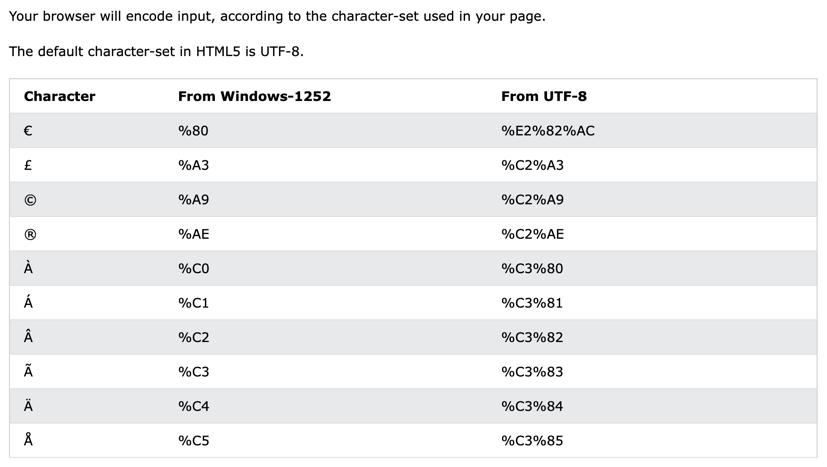 Your browser will encode input, according to the character-set used in your page.
The default character-set in HTML5 is UTF-8.
Character From Windows-1252 From UTF-8
€ %80 %E2%82%AC
£ %A3 %C2%A3
© %A9 %C2%A9
® %AE %C2%AE
À %C0 %C3%80
Á %C1 %C3%81
Â %C2 %C3%82
Ã %C3 %C3%83
Ä %C4 %C3%84
Å %C5 %C3%85